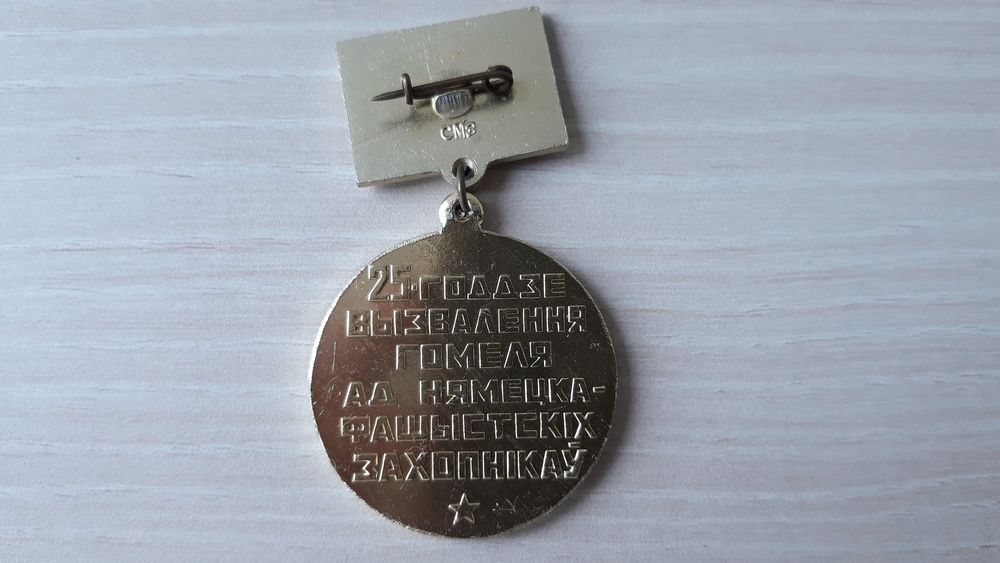 СМЗ
25-ГОДДЗЕ
ВЫЗВАЛЕННЯ
ГОМЕЛЯ
АД НЯМЕЦКА-
ФАШЫСТСКІХ
ЗАХОПНІКАЎ